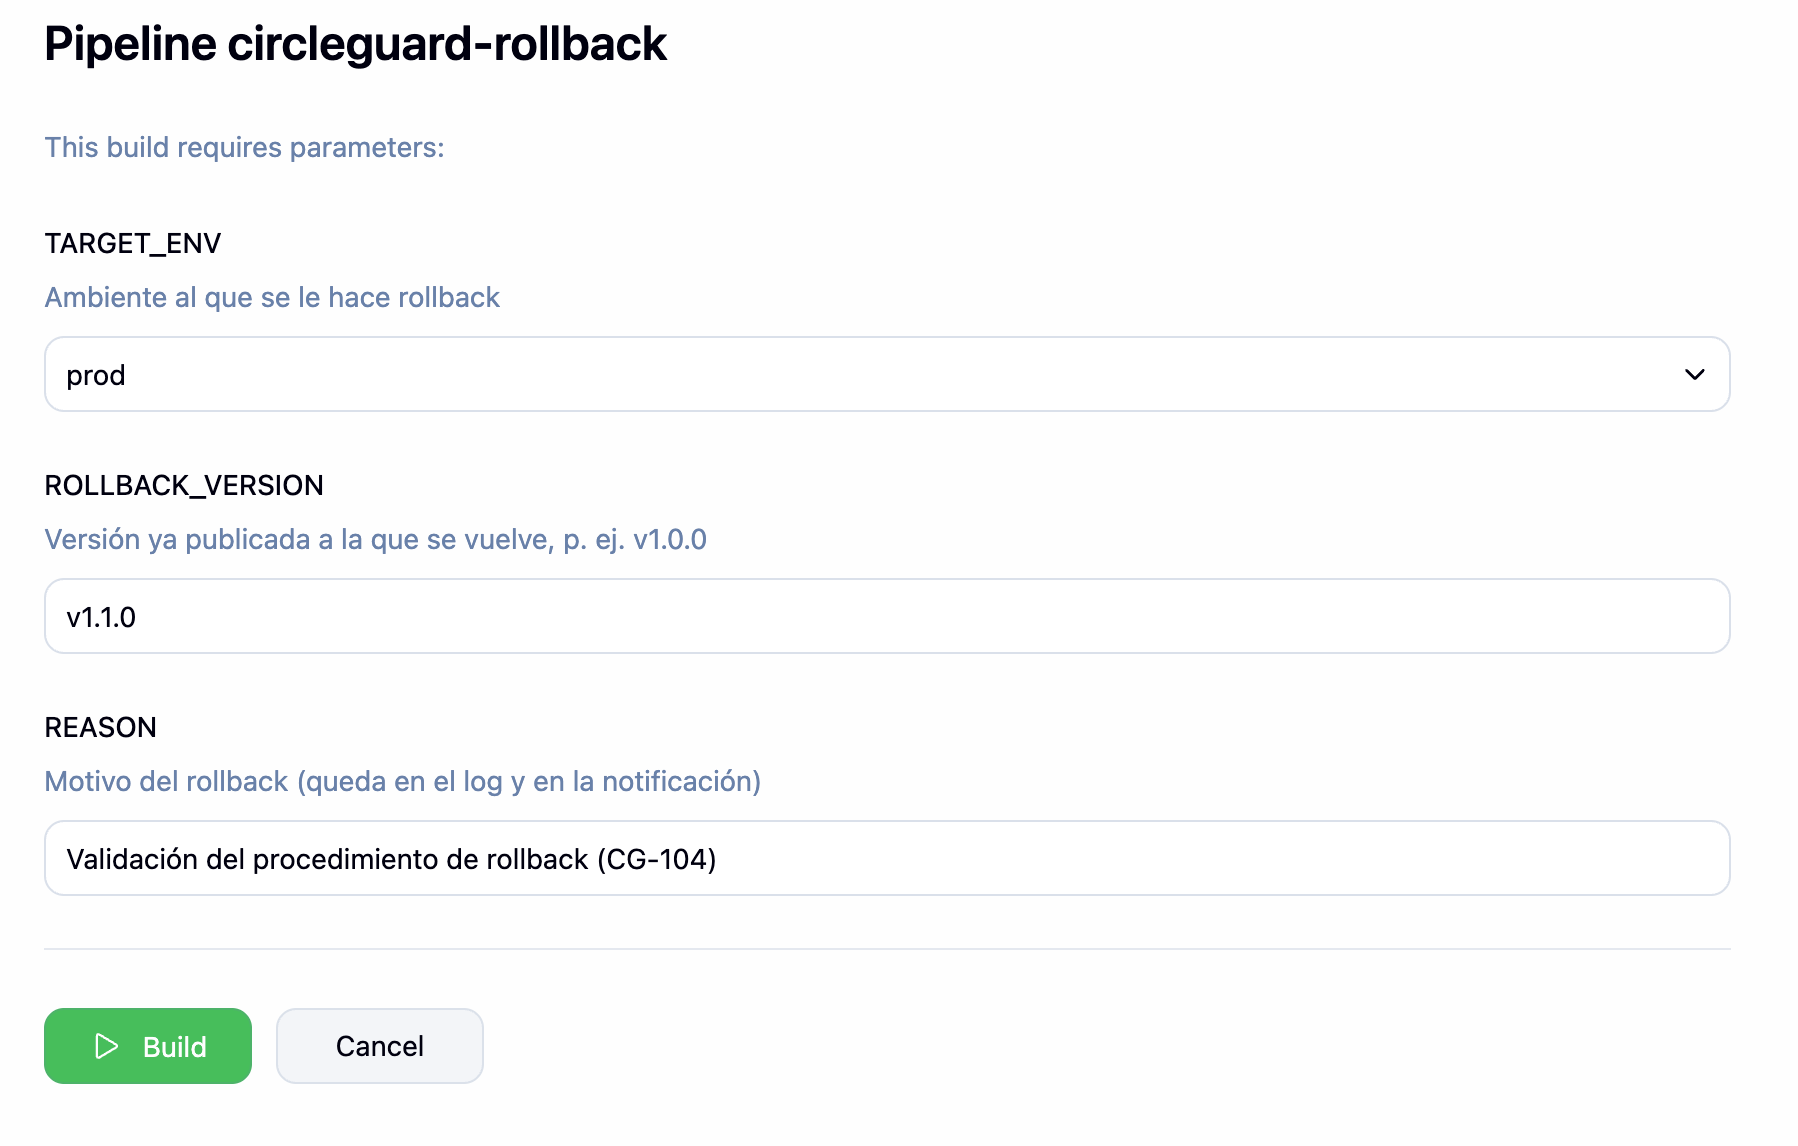 Pipeline circleguard-rollback
This build requires parameters:
TARGET_ENV
Ambiente al que se le hace rollback
prod
ROLLBACK_VERSION
Versión ya publicada a la que se vuelve, p. ej. v1.0.0
v1.1.0
REASON
Motivo del rollback (queda en el log y en la notificación)
Validación del procedimiento de rollback (CG-104)
Build
Cancel